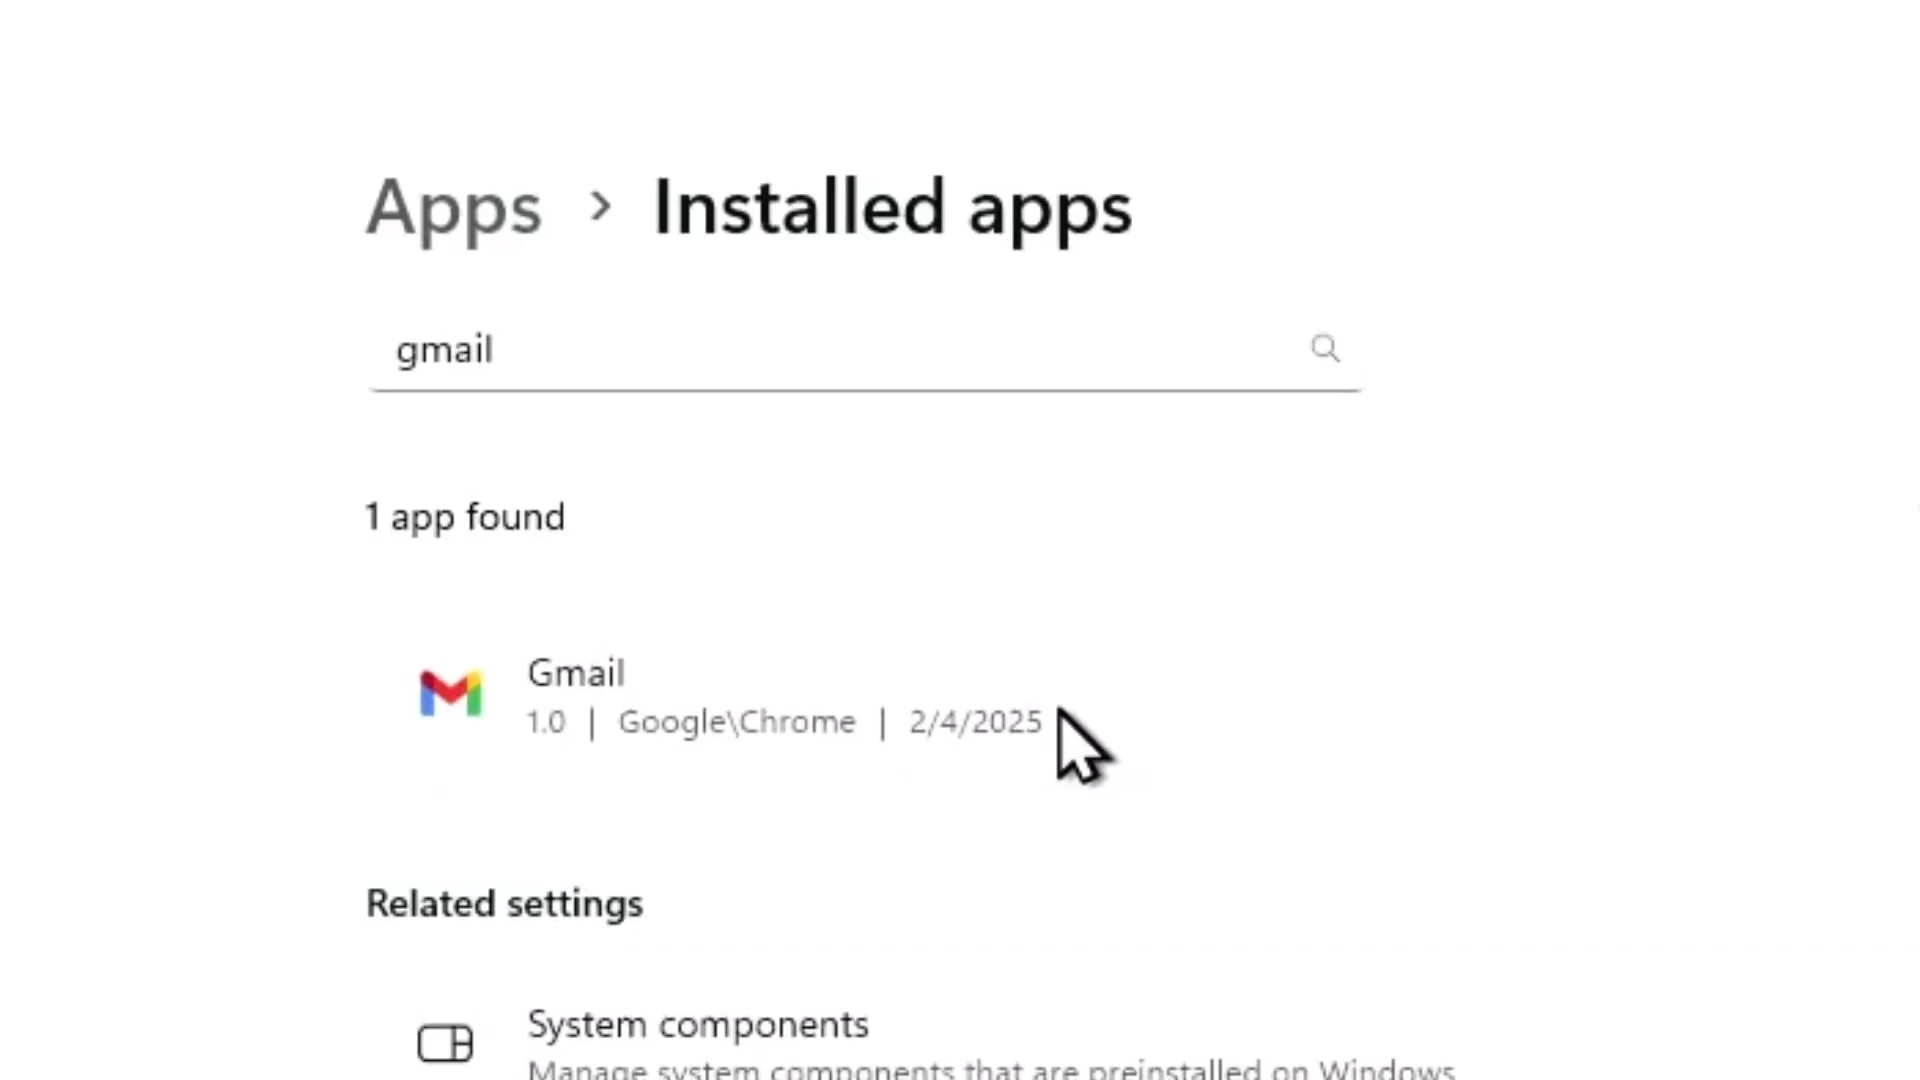 Apps > Installed apps
gmail
1 app found
Gmail
1.0 | Google\Chrome | 2/4/2025
Related settings
System components
Manage system components that are preinstalled on Windows